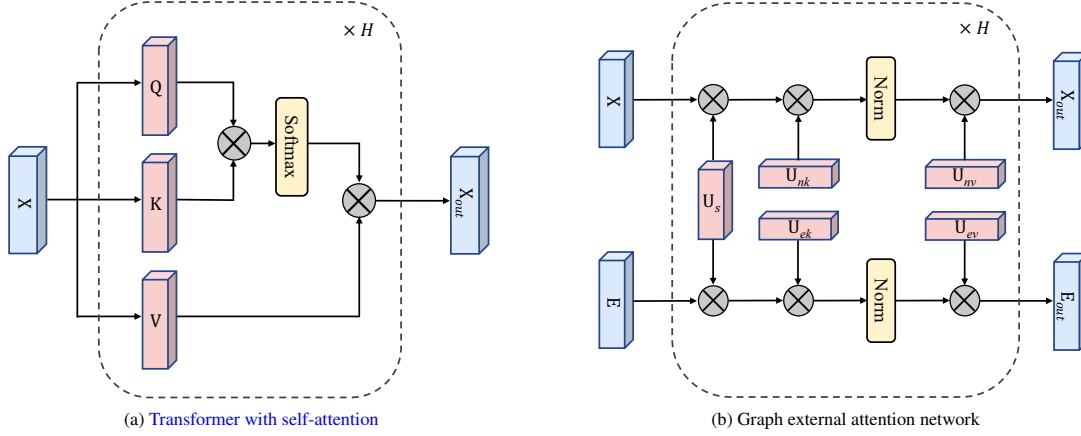 × H
Q
Softmax
X
K
X_out
V
(a) Transformer with self-attention
× H
X
Norm
X_out
U_s
U_nk
U_nv
U_ek
U_ev
E
Norm
E_out
(b) Graph external attention network